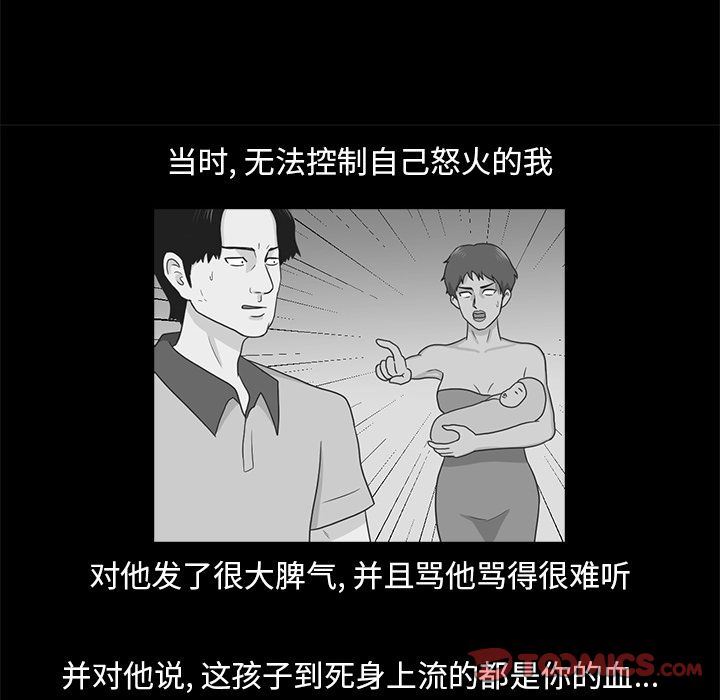 当时, 无法控制自己怒火的我
对他发了很大脾气, 并且骂他骂得很难听
TOOMICS.COM
并对他说, 这孩子到死身上流的都是你的血...